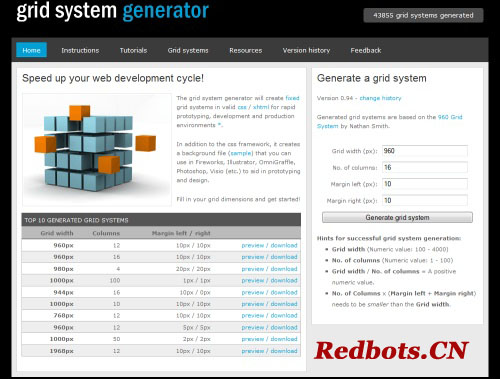 grid system generator
43855 grid systems generated
Home Instructions Tutorials Grid systems Resources Version history Feedback
Speed up your web development cycle!
The grid system generator will create fixed
grid systems in valid css / xhtml for rapid
prototyping, development and production
environments *.
In addition to the css framework, it creates
a background file (sample) that you can
use in Fireworks, Illustrator, OmniGraffle,
Photoshop, Visio (etc.) to aid in prototyping
and design.
Fill in your grid dimensions and get started!
TOP 10 GENERATED GRID SYSTEMS
Grid width Columns Margin left / right
960px 12 10px / 10px preview / download
960px 16 10px / 10px preview / download
980px 4 20px / 20px preview / download
1000px 100 1px / 1px preview / download
944px 16 10px / 0px preview / download
1000px 10 10px / 10px preview / download
768px 12 10px / 10px preview / download
960px 12 5px / 5px preview / download
1000px 50 2px / 2px preview / download
1968px 12 10px / 10px preview / download
Generate a grid system
Version 0.94 - change history
Generated grid systems are based on the 960 Grid
System by Nathan Smith.
Grid width (px): 960
No. of columns: 16
Margin left (px): 10
Margin right (px): 10
Generate grid system
Hints for successful grid system generation:
Grid width (Numeric value: 100 - 4000)
No. of columns (Numeric value: 1 - 100)
Grid width / No. of columns = A positive
numeric value.
No. of Columns x (Margin left + Margin right)
needs to be smaller than the Grid width.
Redbots.CN